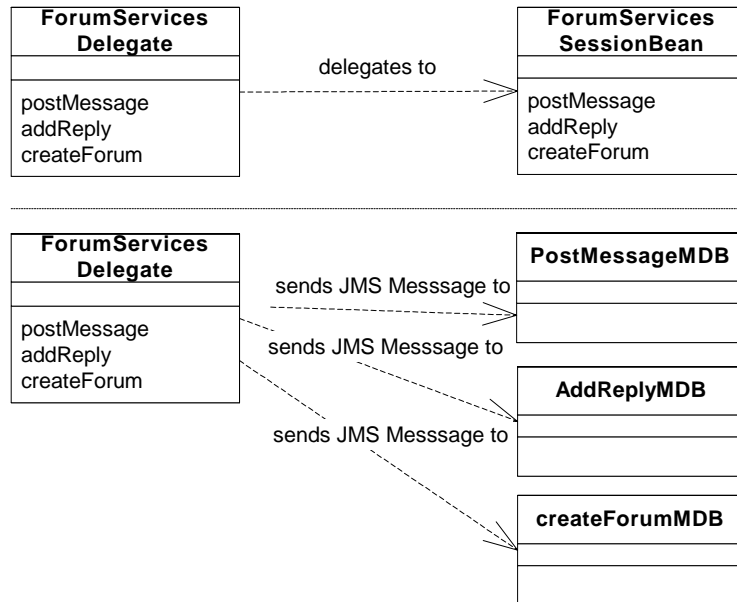 ForumServices
Delegate
postMessage
addReply
createForum
delegates to
ForumServices
SessionBean
postMessage
addReply
createForum
ForumServices
Delegate
postMessage
addReply
createForum
sends JMS Messsage to
sends JMS Messsage to
sends JMS Messsage to
PostMessageMDB
AddReplyMDB
createForumMDB